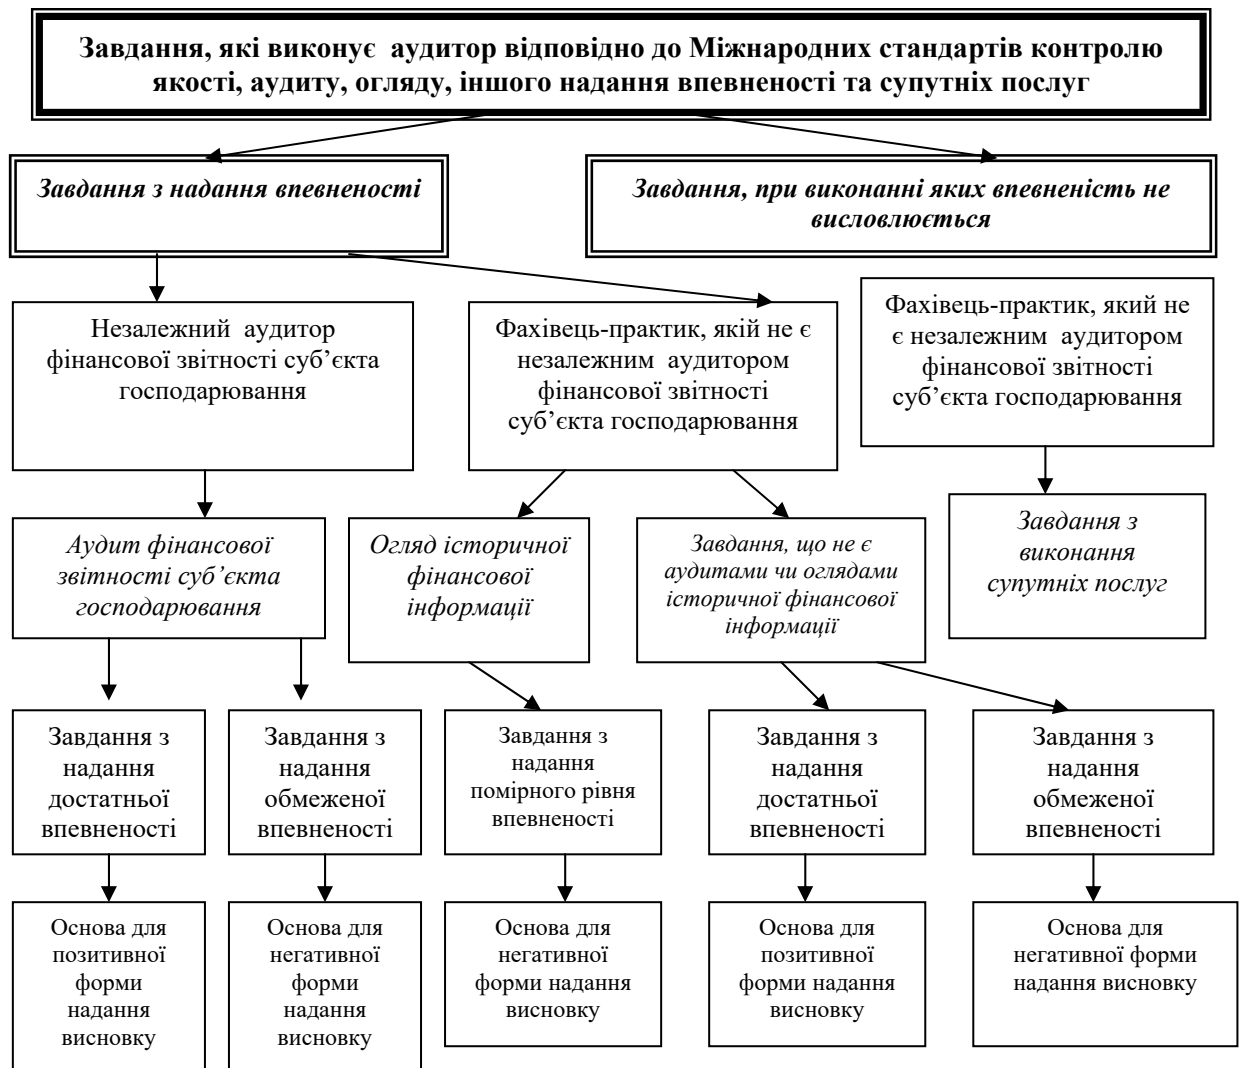 Завдання, які виконує аудитор відповідно до Міжнародних стандартів контролю
якості, аудиту, огляду, іншого надання впевненості та супутніх послуг
Завдання з надання впевненості
Завдання, при виконанні яких впевненість не
висловлюється
Незалежний аудитор
фінансової звітності суб’єкта
господарювання
Фахівець-практик, якій не є
незалежним аудитором
фінансової звітності
суб’єкта господарювання
Фахівець-практик, який не
є незалежним аудитором
фінансової звітності
суб’єкта господарювання
Аудит фінансової
звітності суб’єкта
господарювання
Огляд історичної
фінансової
інформації
Завдання, що не є
аудитами чи оглядами
історичної фінансової
інформації
Завдання з
виконання
супутніх послуг
Завдання з
надання
достатньої
впевненості
Завдання з
надання
обмеженої
впевненості
Завдання з
надання
помірного рівня
впевненості
Завдання з
надання
достатньої
впевненості
Завдання з
надання
обмеженої
впевненості
Основа для
позитивної
форми
надання
висновку
Основа для
негативної
форми
надання
висновку
Основа для
негативної
форми надання
висновку
Основа для
позитивної
форми надання
висновку
Основа для
негативної форми
надання висновку